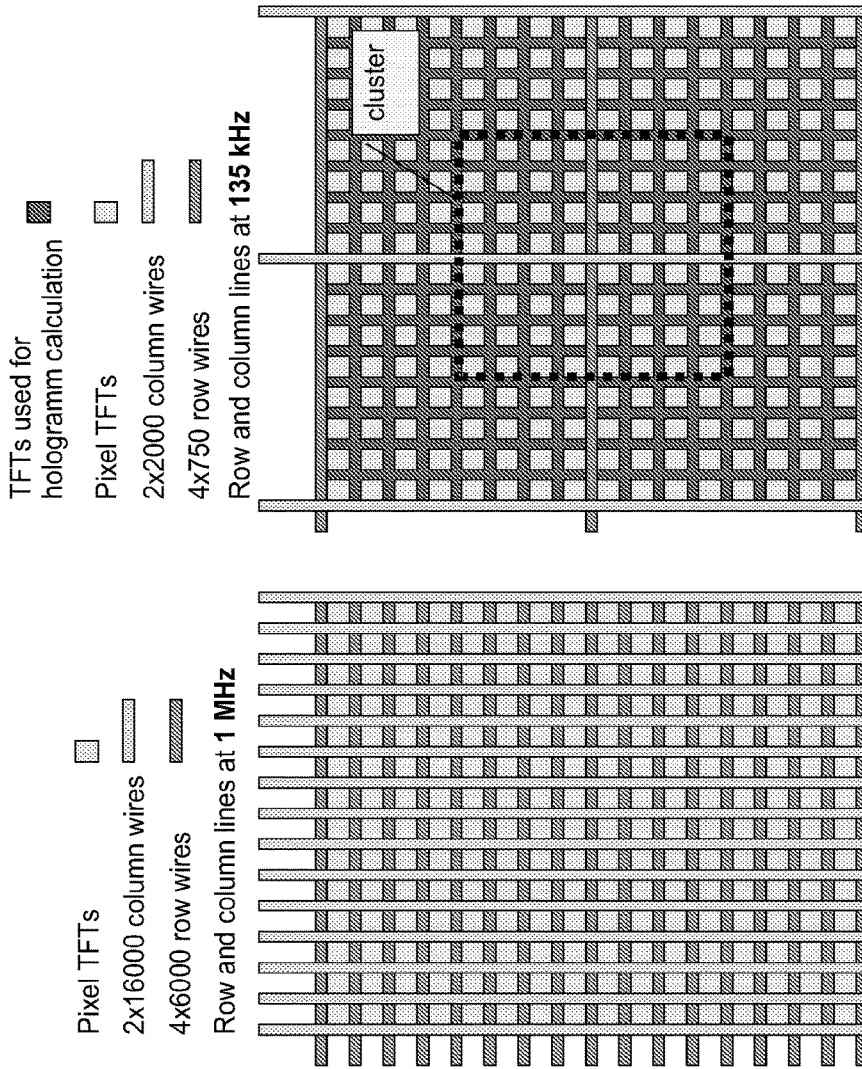 Pixel TFTs
2x16000 column wires
4x6000 row wires
Row and column lines at 1 MHz
TFTs used for
hologramm calculation
Pixel TFTs
2x2000 column wires
4x750 row wires
Row and column lines at 135 kHz
cluster